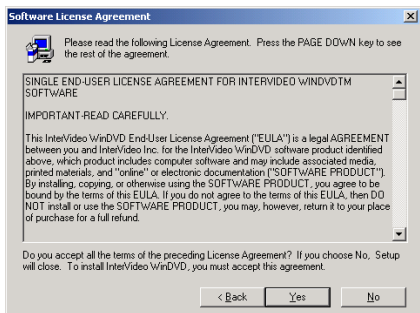 Software License Agreement
Please read the following License Agreement. Press the PAGE DOWN key to see
the rest of the agreement.
SINGLE END-USER LICENSE AGREEMENT FOR INTERVIDEO WINDVDTM
SOFTWARE
IMPORTANT-READ CAREFULLY.
This InterVideo WinDVD End-User License Agreement ("EULA") is a legal AGREEMENT
between you and InterVideo Inc. for the InterVideo WinDVD software product identified
above, which product includes computer software and may include associated media,
printed materials, and "online" or electronic documentation ("SOFTWARE PRODUCT").
By installing, copying, or otherwise using the SOFTWARE PRODUCT, you agree to be
bound by the terms of this EULA. If you do not agree to the terms of this EULA, then DO
NOT install or use the SOFTWARE PRODUCT, you may, however, return it to your place
of purchase for a full refund.
Do you accept all the terms of the preceding License Agreement? If you choose No, Setup
will close. To install InterVideo WinDVD, you must accept this agreement.
< Back Yes No